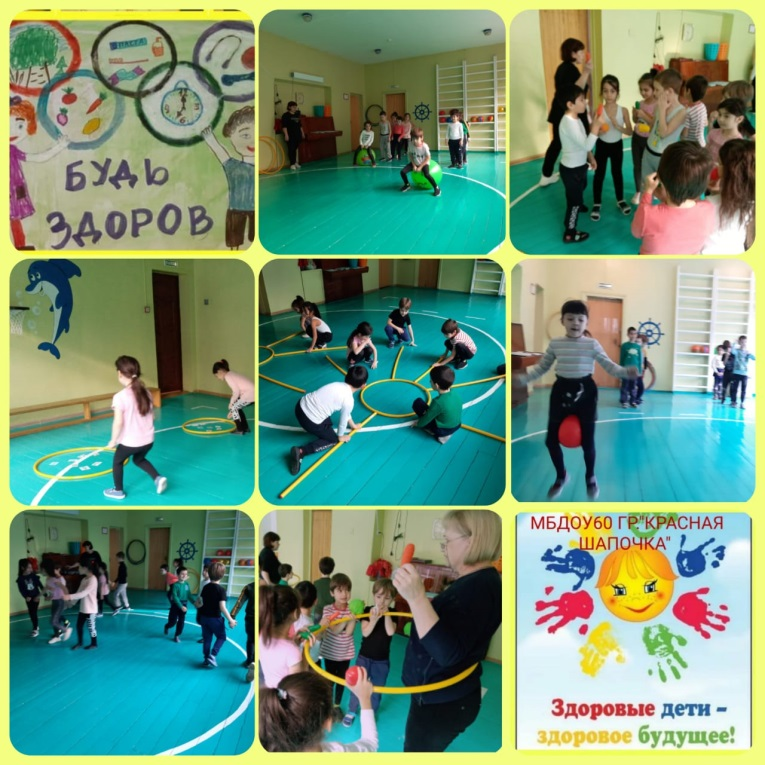 БУДЬ
ЗДОРОВ
МБДОУ60 ГР"КРАСНАЯ
ШАПОЧКА"
Здоровые дети –
здоровое будущее!